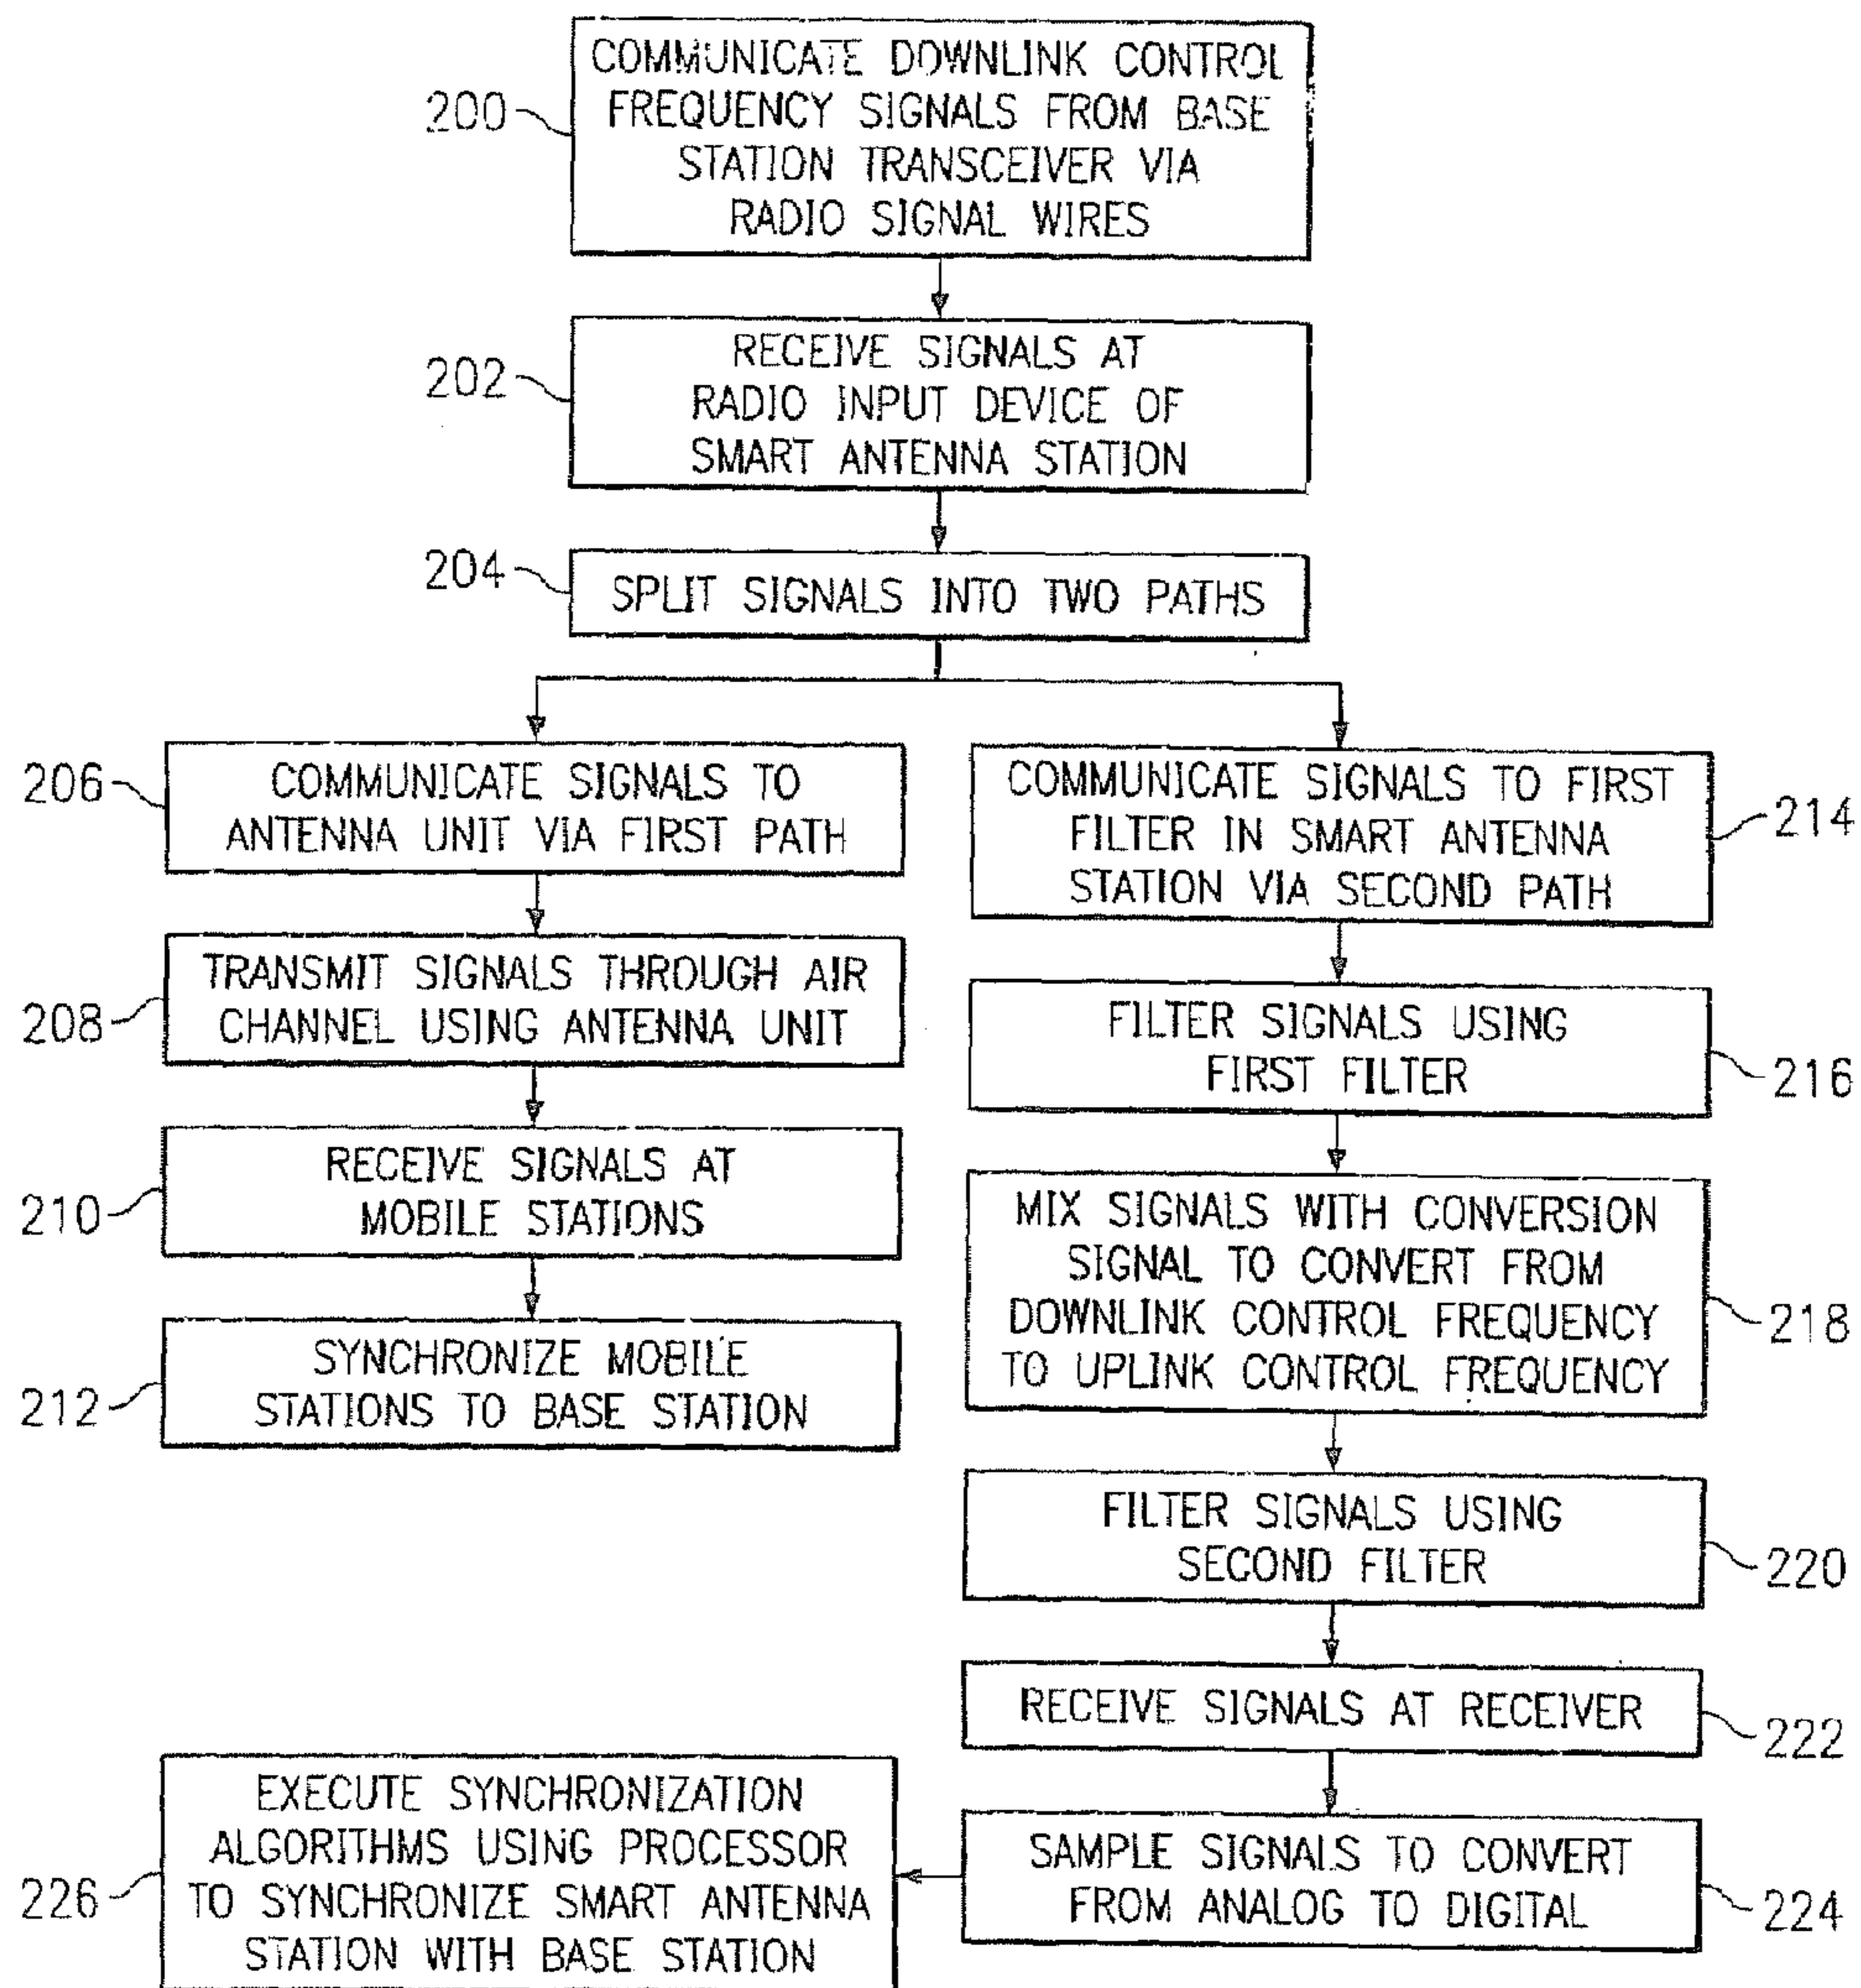 200
COMMUNICATE DOWNLINK CONTROL
FREQUENCY SIGNALS FROM BASE
STATION TRANSCEIVER VIA
RADIO SIGNAL WIRES
202
RECEIVE SIGNALS AT
RADIO INPUT DEVICE OF
SMART ANTENNA STATION
204
SPLIT SIGNALS INTO TWO PATHS
206
COMMUNICATE SIGNALS TO
ANTENNA UNIT VIA FIRST PATH
208
TRANSMIT SIGNALS THROUGH AIR
CHANNEL USING ANTENNA UNIT
210
RECEIVE SIGNALS AT
MOBILE STATIONS
212
SYNCHRONIZE MOBILE
STATIONS TO BASE STATION
COMMUNICATE SIGNALS TO FIRST
FILTER IN SMART ANTENNA
STATION VIA SECOND PATH
214
FILTER SIGNALS USING
FIRST FILTER
216
MIX SIGNALS WITH CONVERSION
SIGNAL TO CONVERT FROM
DOWNLINK CONTROL FREQUENCY
TO UPLINK CONTROL FREQUENCY
218
FILTER SIGNALS USING
SECOND FILTER
220
RECEIVE SIGNALS AT RECEIVER
222
SAMPLE SIGNALS TO CONVERT
FROM ANALOG TO DIGITAL
224
226
EXECUTE SYNCHRONIZATION
ALGORITHMS USING PROCESSOR
TO SYNCHRONIZE SMART ANTENNA
STATION WITH BASE STATION